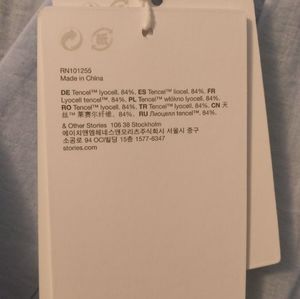 RN101255
Made in China
DE Tencel™ lyocell. 84%. ES Tencel™ liocel. 84%. FR
Lyocell tencel™. 84%. PL Tencel™ włókno lyocell. 84%.
RO Tencel™ lyocell. 84%. TR Tencel™ lyocell. 84%. CN 天
丝™ 莱赛尔纤维。 84%. RU Лиоцелл tencel™. 84%.
& Other Stories 106 38 Stockholm
에이치앤엠헤네스앤모리츠주식회사 서울시 중구
소공로 94 OCI빌딩 15층 1577-6347
stories.com